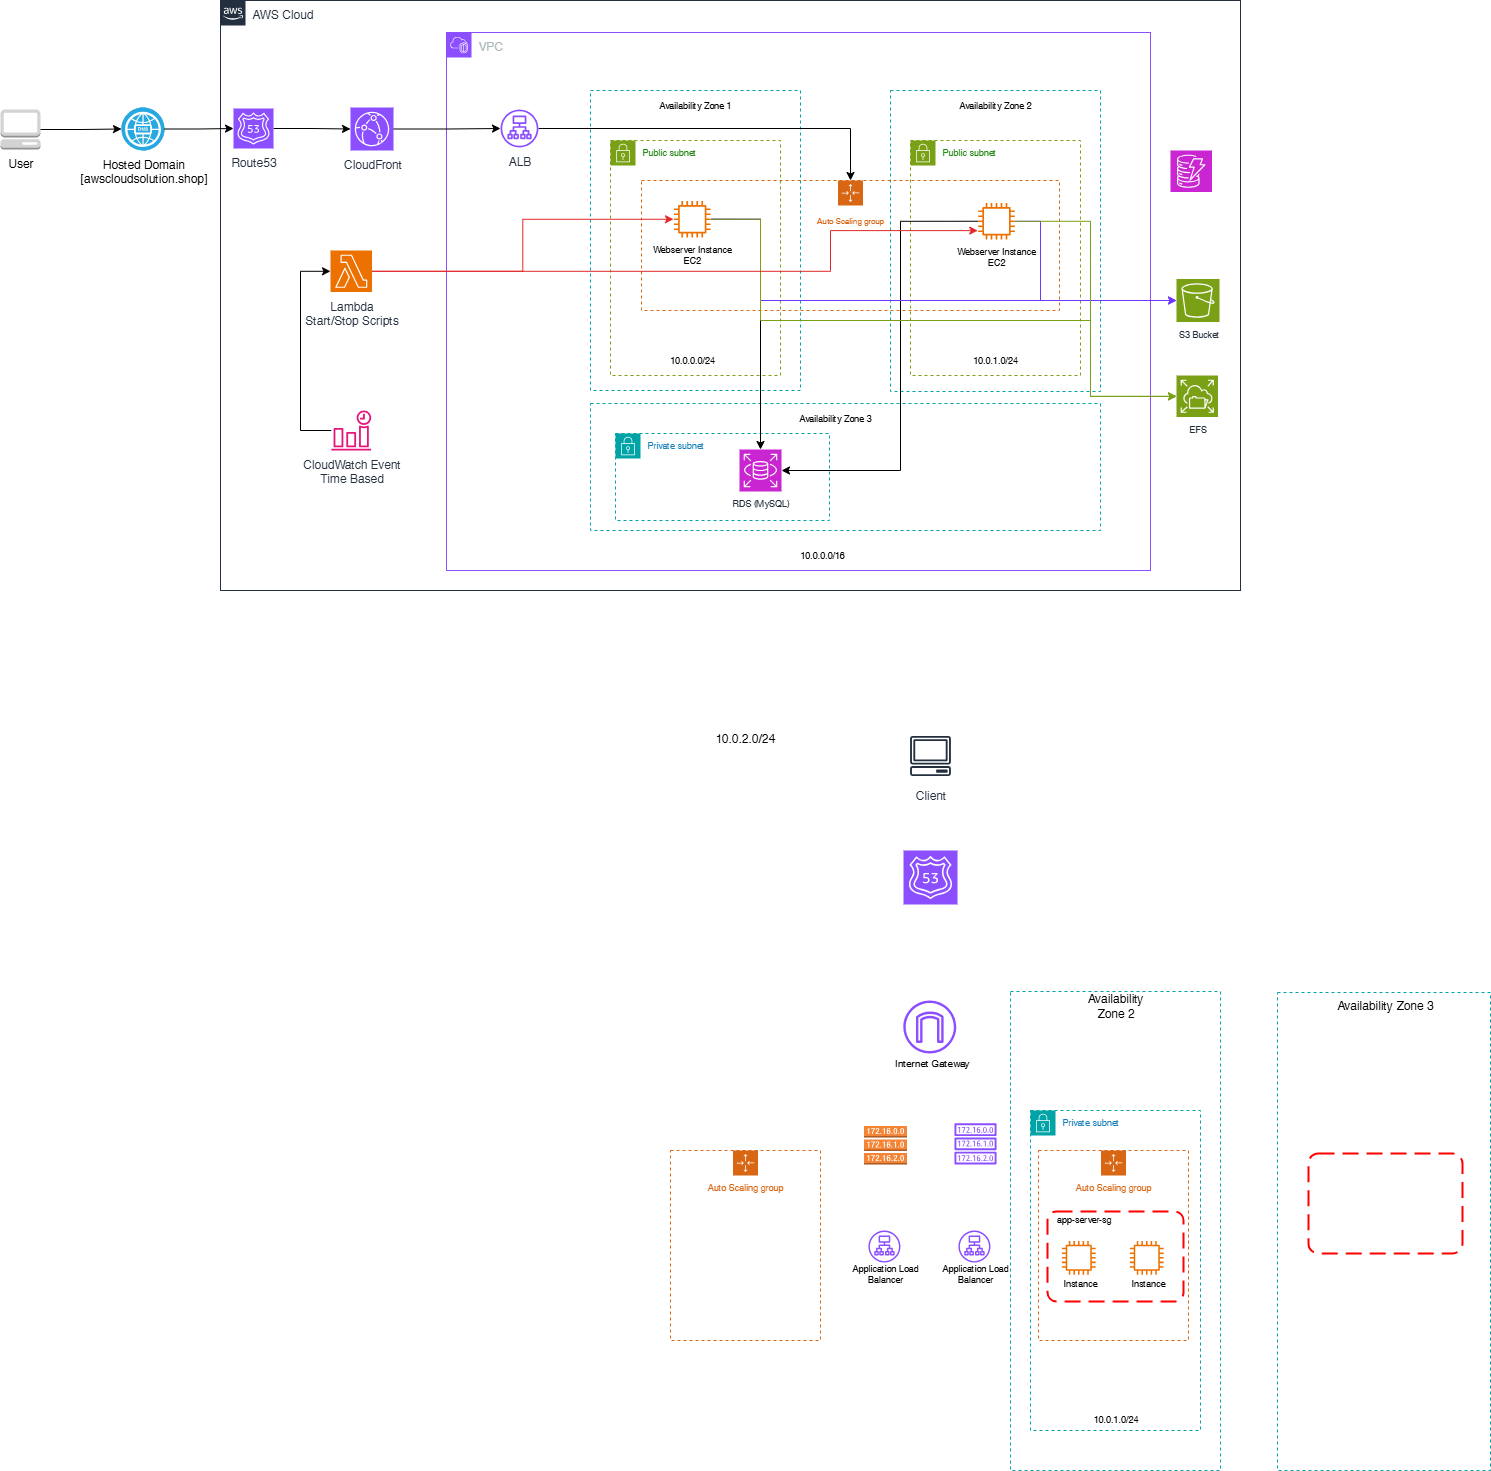 aws
AWS Cloud
VPC
Availability Zone 1
Availability Zone 2
Public subnet
Public subnet
DNS
53
User
Hosted Domain
[awscloudsolution.shop]
Route53
CloudFront
ALB
Auto Scaling group
Webserver Instance
EC2
Webserver Instance
EC2
Lambda
Start/Stop Scripts
S3 Bucket
10.0.0.0/24
10.0.1.0/24
Availability Zone 3
EFS
Private subnet
CloudWatch Event
Time Based
RDS (MySQL)
10.0.0.0/16
10.0.2.0/24
Client
53
Availability
Zone 2
Availability Zone 3
Internet Gateway
Private subnet
172.16.0.0
172.16.1.0
172.16.2.0
172.16.0.0
172.16.1.0
172.16.2.0
Auto Scaling group
Auto Scaling group
app-server-sg
Application Load
Balancer
Application Load
Balancer
Instance
Instance
10.0.1.0/24